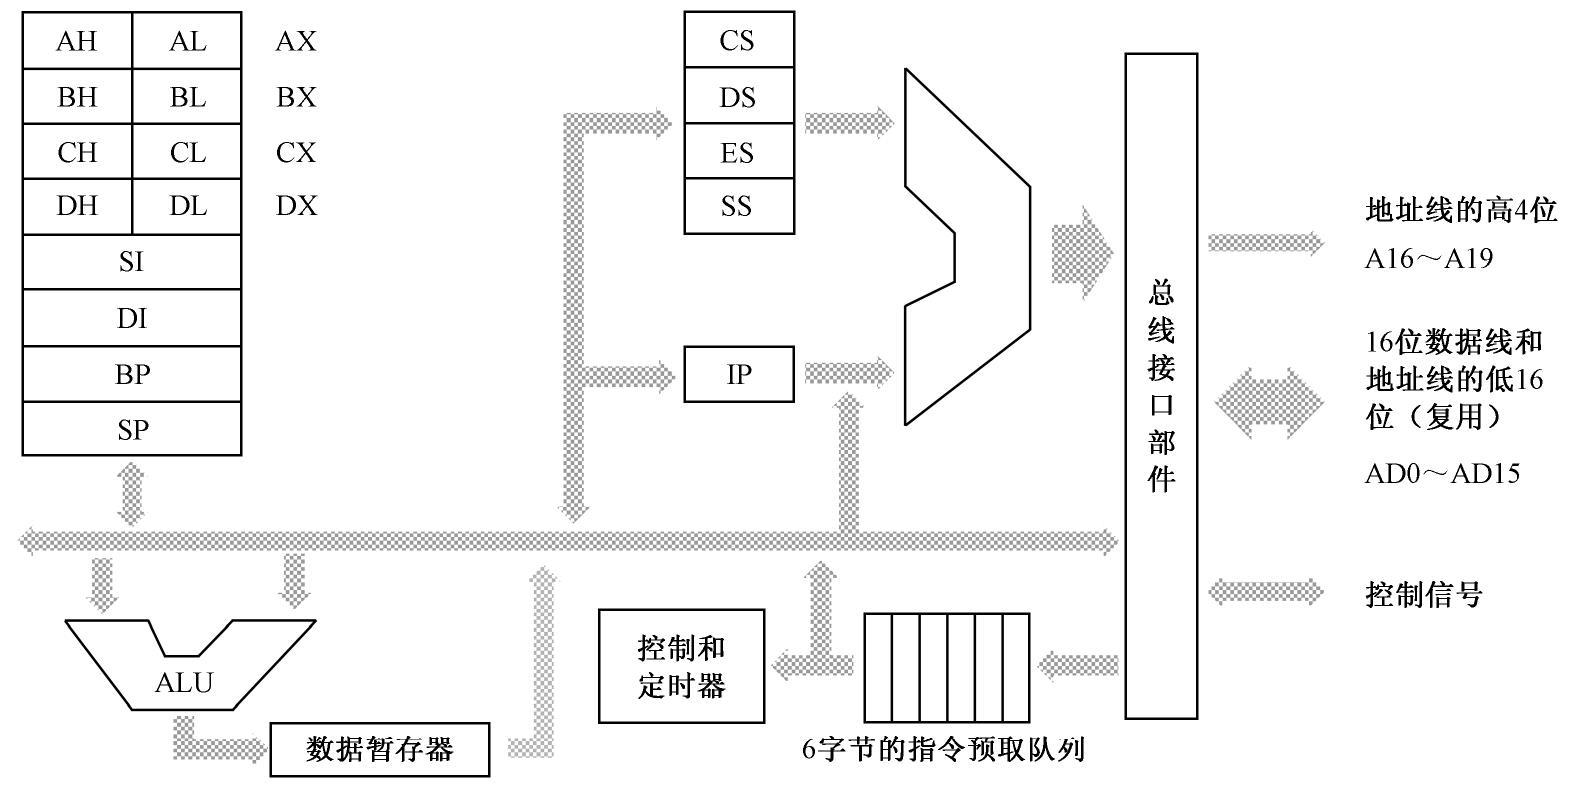 AH AL AX
BH BL BX
CH CL CX
DH DL DX
SI
DI
BP
SP
ALU
数据暂存器
CS
DS
ES
SS
IP
控制和
定时器
6字节的指令预取队列
总线接口部件
地址线的高4位
A16～A19
16位数据线和
地址线的低16
位（复用）
AD0～AD15
控制信号